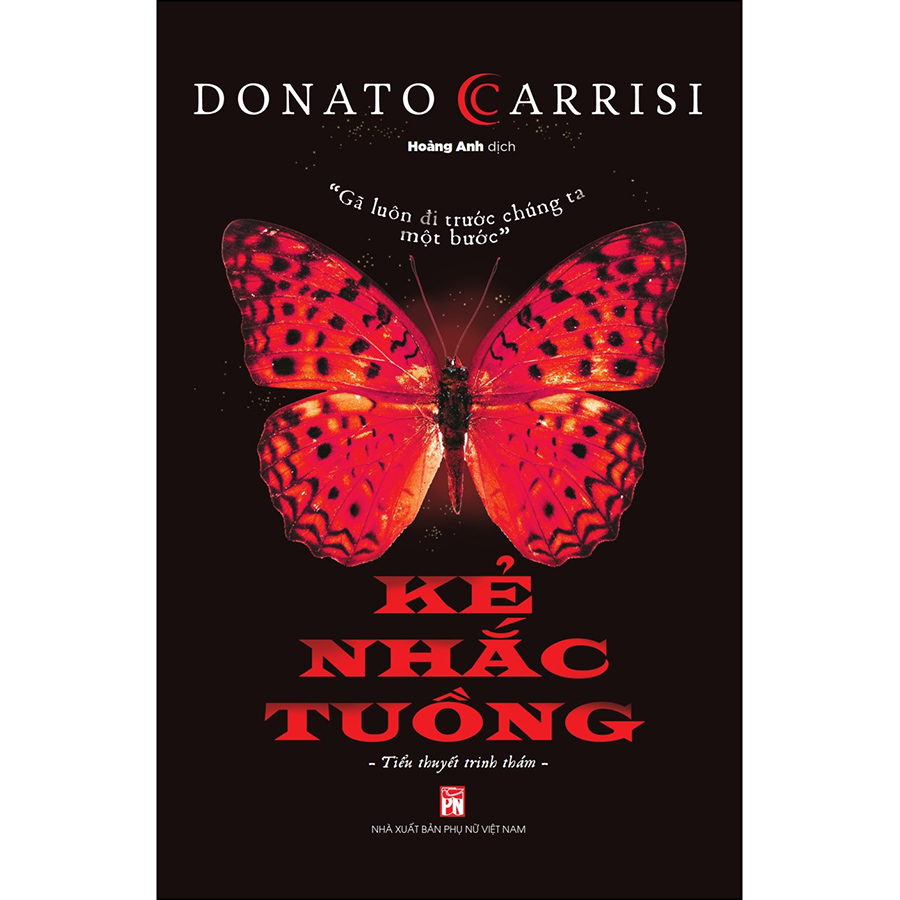 DONATO CARRISI
Hoàng Anh dịch
“Gã luôn đi trước chúng ta
một bước”
KẺ
NHẮC
TUỒNG
– Tiểu thuyết trinh thám –
PN
NHÀ XUẤT BẢN PHỤ NỮ VIỆT NAM